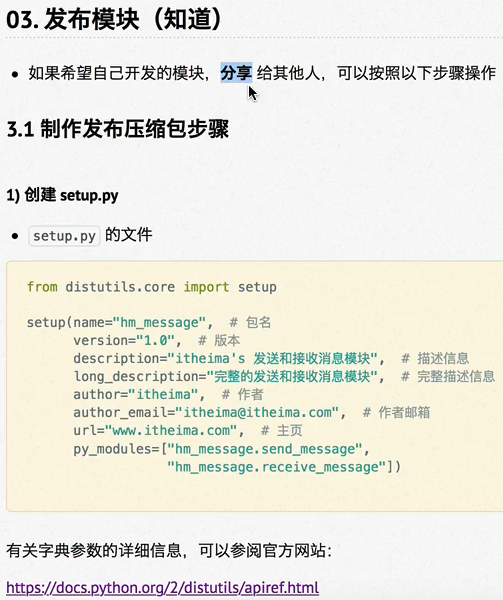 03. 发布模块（知道）
• 如果希望自己开发的模块，分享 给其他人，可以按照以下步骤操作
3.1 制作发布压缩包步骤
1) 创建 setup.py
• setup.py 的文件
from distutils.core import setup
setup(name="hm_message",  # 包名
      version="1.0",  # 版本
      description="itheima's 发送和接收消息模块",  # 描述信息
      long_description="完整的发送和接收消息模块",  # 完整描述信息
      author="itheima",  # 作者
      author_email="itheima@itheima.com",  # 作者邮箱
      url="www.itheima.com",  # 主页
      py_modules=["hm_message.send_message",
                  "hm_message.receive_message"])
有关字典参数的详细信息，可以参阅官方网站：
https://docs.python.org/2/distutils/apiref.html